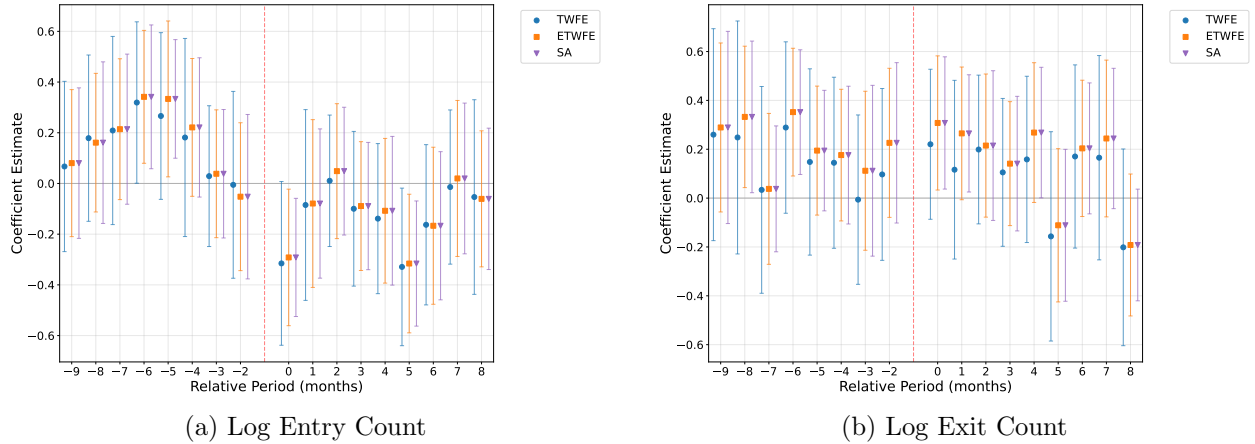 TWFE
ETWFE
SA
Coefficient Estimate
0.6
0.4
0.2
0.0
−0.2
−0.4
−0.6
−9 −8 −7 −6 −5 −4 −3 −2 0 1 2 3 4 5 6 7 8
Relative Period (months)
(a) Log Entry Count
TWFE
ETWFE
SA
Coefficient Estimate
0.6
0.4
0.2
0.0
−0.2
−0.4
−0.6
−9 −8 −7 −6 −5 −4 −3 −2 0 1 2 3 4 5 6 7 8
Relative Period (months)
(b) Log Exit Count